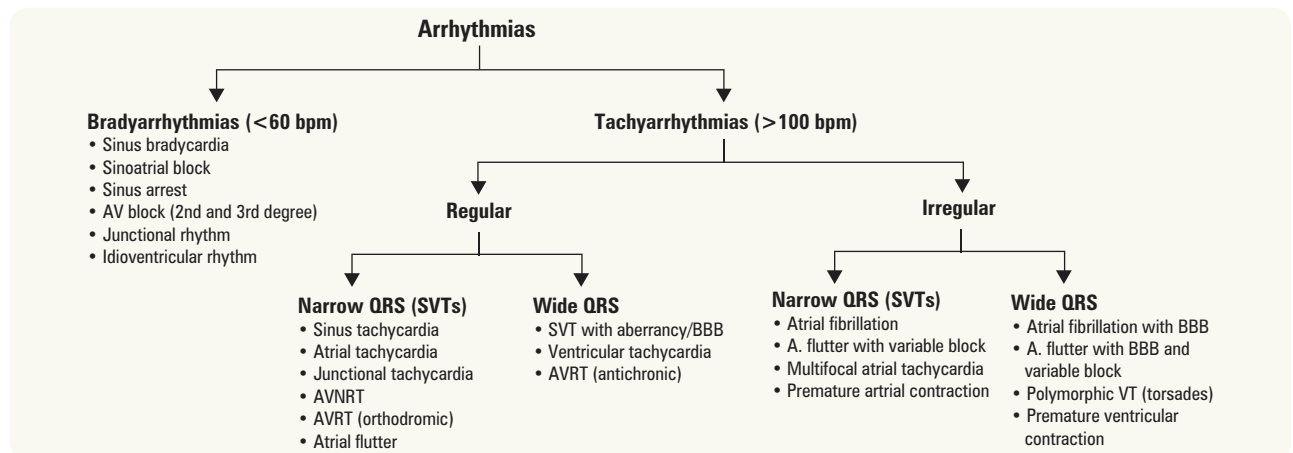 Arrhythmias
Bradyarrhythmias (<60 bpm)
• Sinus bradycardia
• Sinoatrial block
• Sinus arrest
• AV block (2nd and 3rd degree)
• Junctional rhythm
• Idioventricular rhythm
Tachyarrhythmias (>100 bpm)
Regular
Narrow QRS (SVTs)
• Sinus tachycardia
• Atrial tachycardia
• Junctional tachycardia
• AVNRT
• AVRT (orthodromic)
• Atrial flutter
Wide QRS
• SVT with aberrancy/BBB
• Ventricular tachycardia
• AVRT (antichronic)
Irregular
Narrow QRS (SVTs)
• Atrial fibrillation
• A. flutter with variable block
• Multifocal atrial tachycardia
• Premature artrial contraction
Wide QRS
• Atrial fibrillation with BBB
• A. flutter with BBB and
variable block
• Polymorphic VT (torsades)
• Premature ventricular
contraction